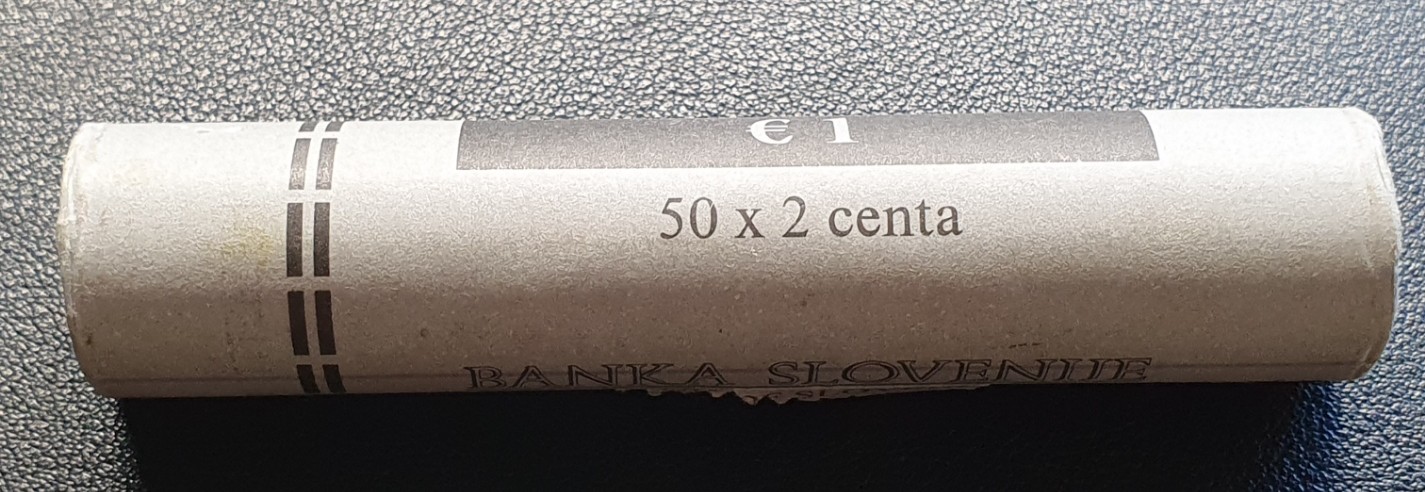 € 1
50 x 2 centa
BANKA SLOVENIJE